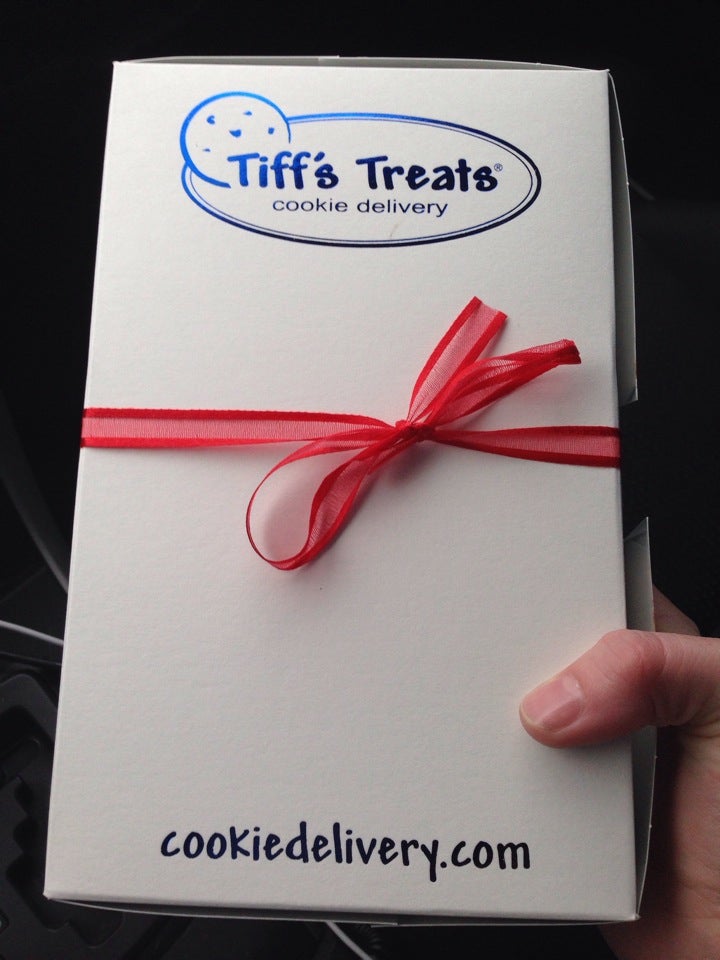 Tiff's Treats®
cookie delivery
cookiedelivery.com